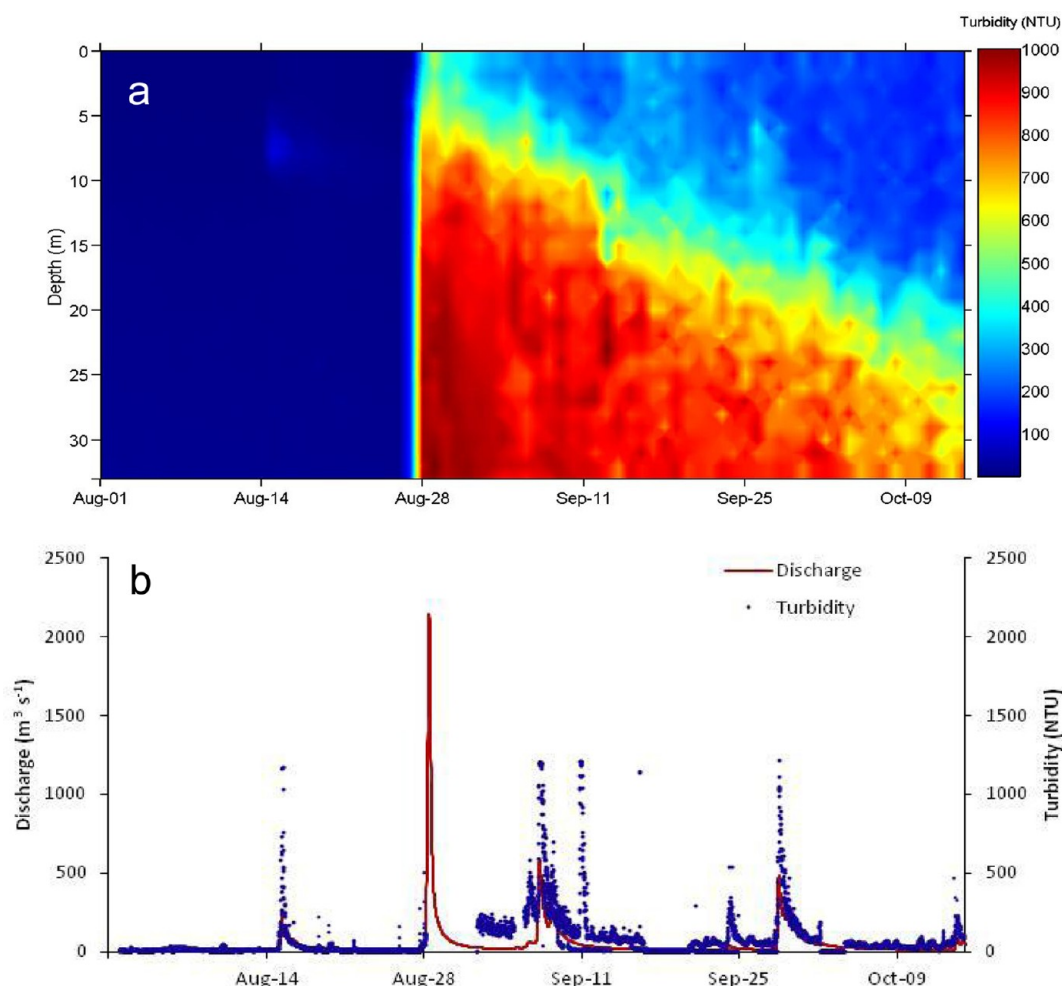 Turbidity (NTU)
a
0
5
10
15
20
25
30
Depth (m)
Aug-01 Aug-14 Aug-28 Sep-11 Sep-25 Oct-09
1000
900
800
700
600
500
400
300
200
100
b
Discharge
Turbidity
2500
2000
1500
1000
500
0
Discharge (m³ s⁻¹)
2500
2000
1500
1000
500
0
Turbidity (NTU)
Aug-14 Aug-28 Sep-11 Sep-25 Oct-09